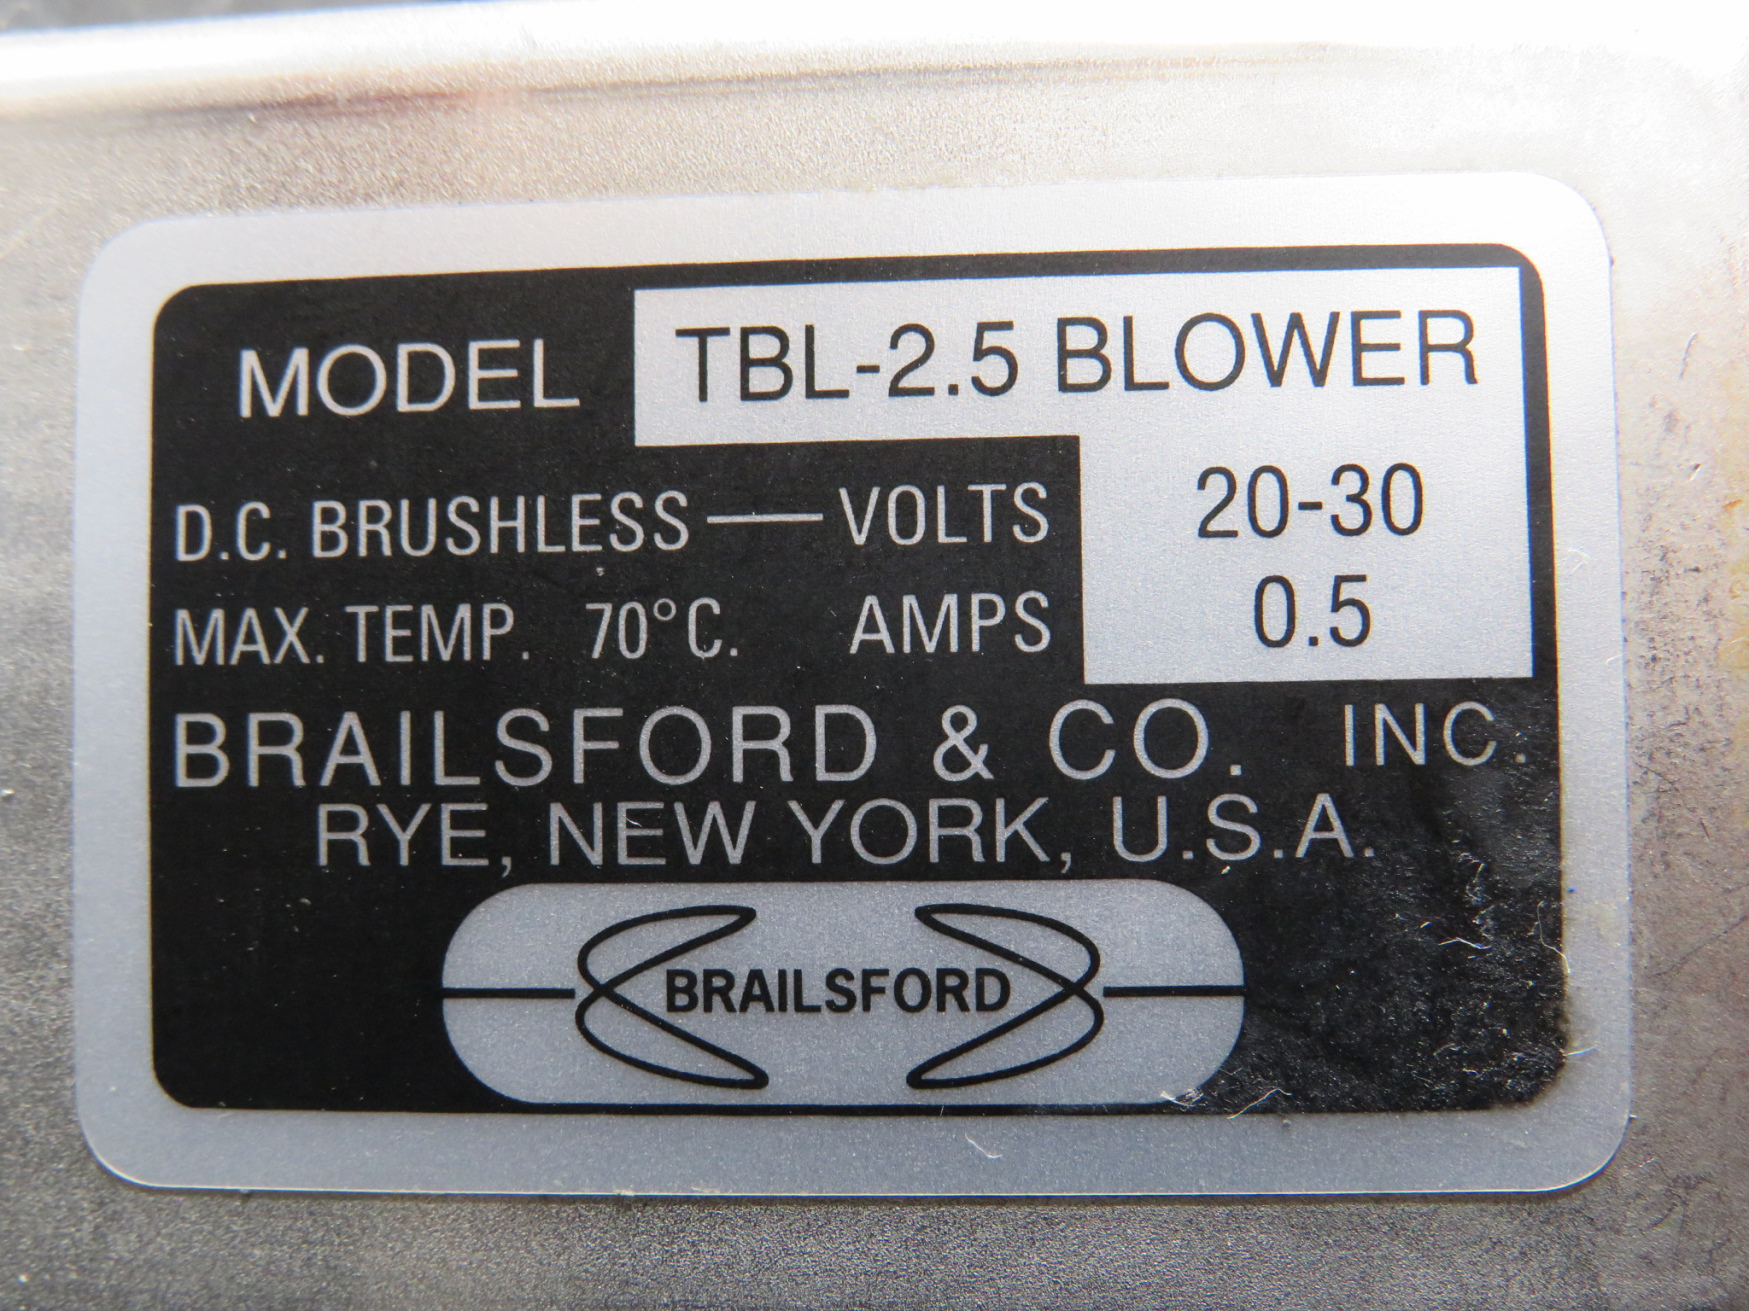 MODEL TBL-2.5 BLOWER
D.C. BRUSHLESS — VOLTS 20-30
MAX. TEMP. 70°C. AMPS 0.5
BRAILSFORD & CO. INC.
RYE, NEW YORK, U.S.A.
BRAILSFORD